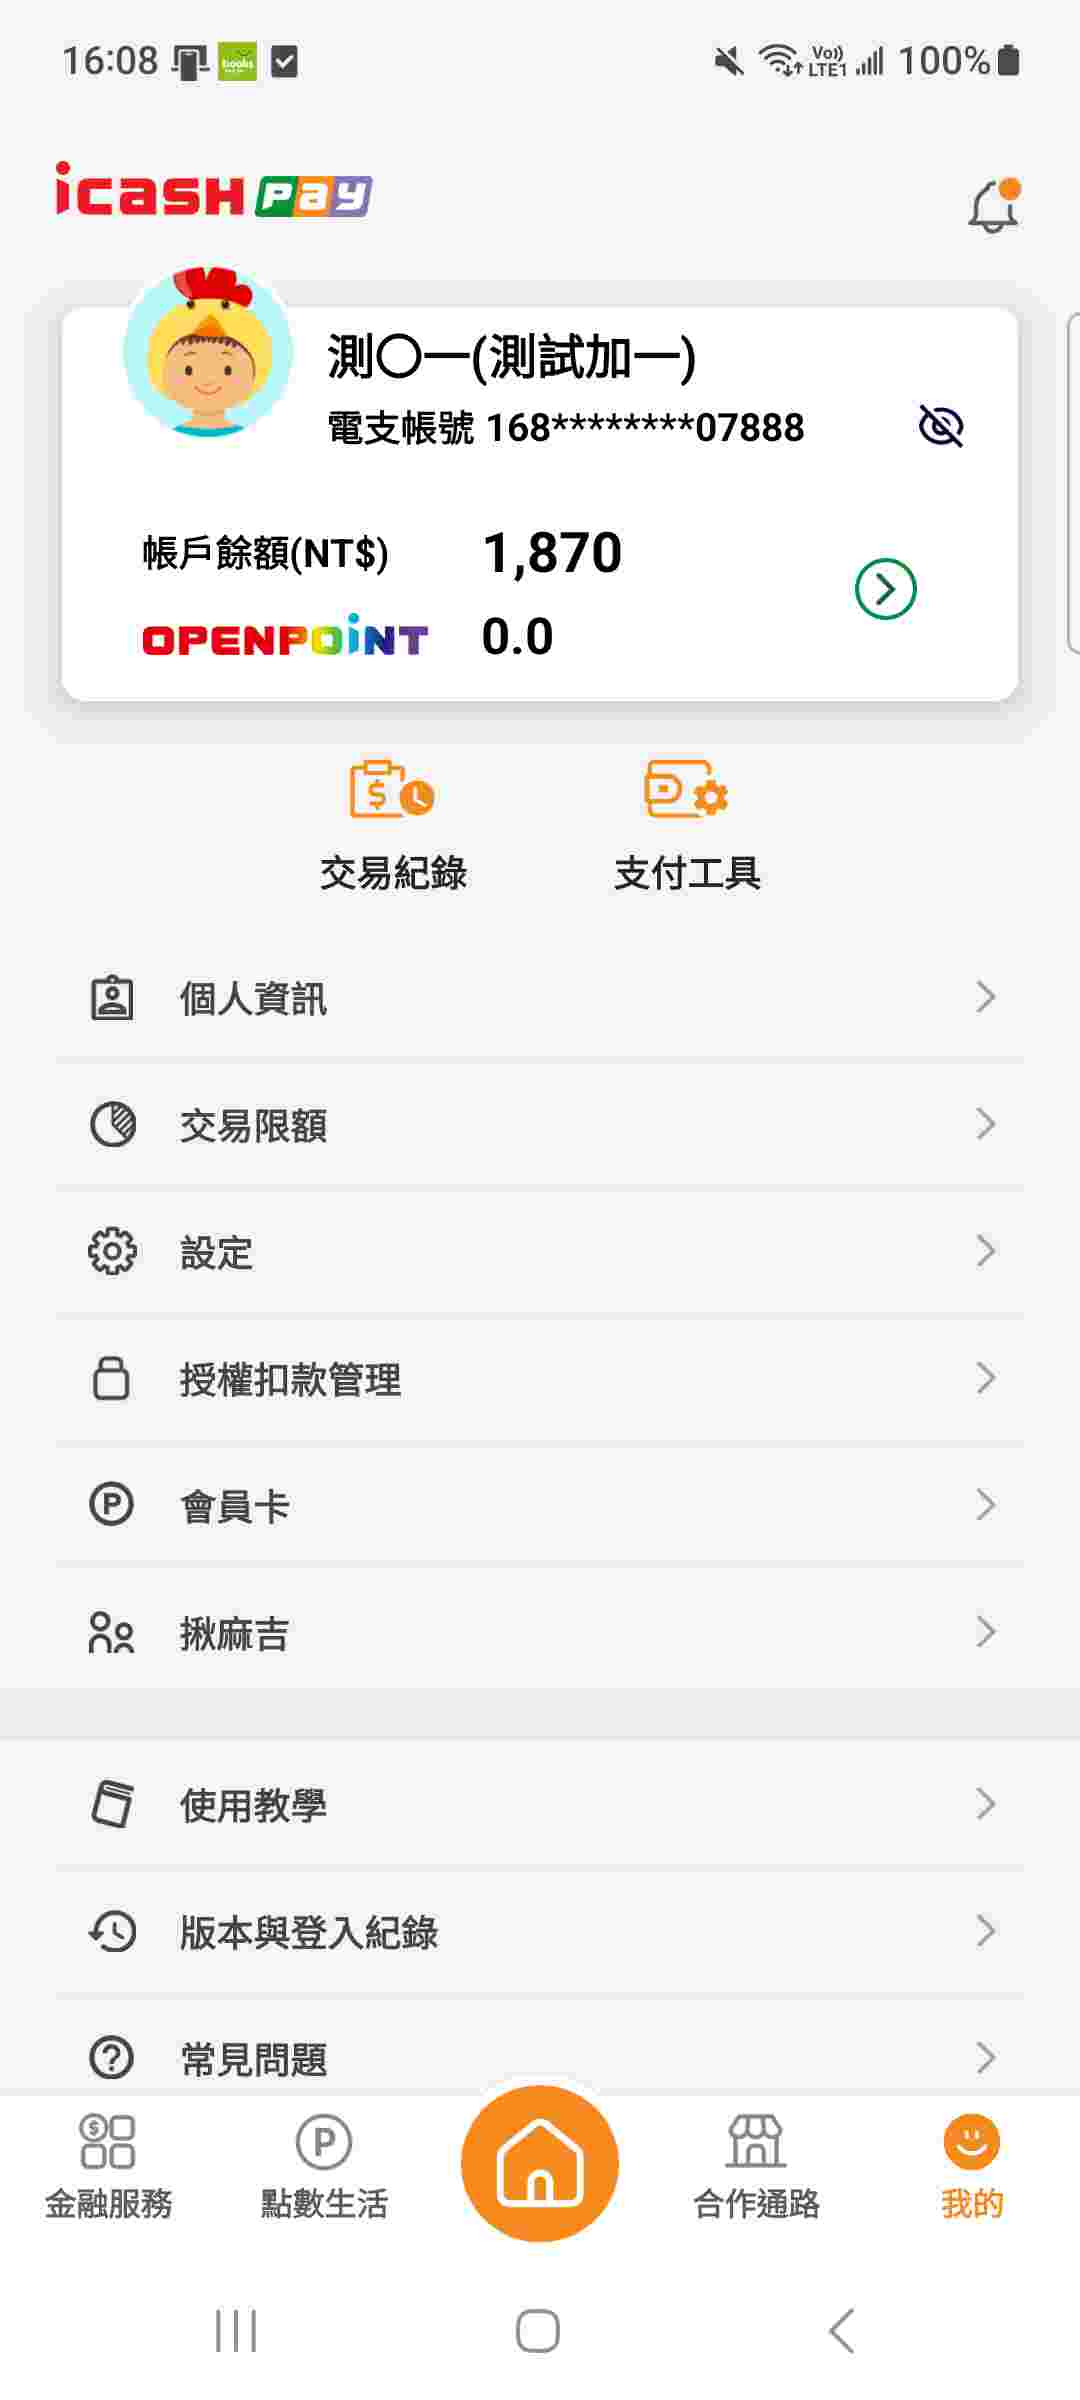 16:08
books
Vo))
LTE1
100%
icash Pay
測〇一(測試加一)
電支帳號 168********07888
帳戶餘額(NT$) 1,870
OPENPOINT 0.0
交易紀錄 支付工具
個人資訊
交易限額
設定
授權扣款管理
會員卡
揪麻吉
使用教學
版本與登入紀錄
常見問題
金融服務 點數生活 合作通路 我的